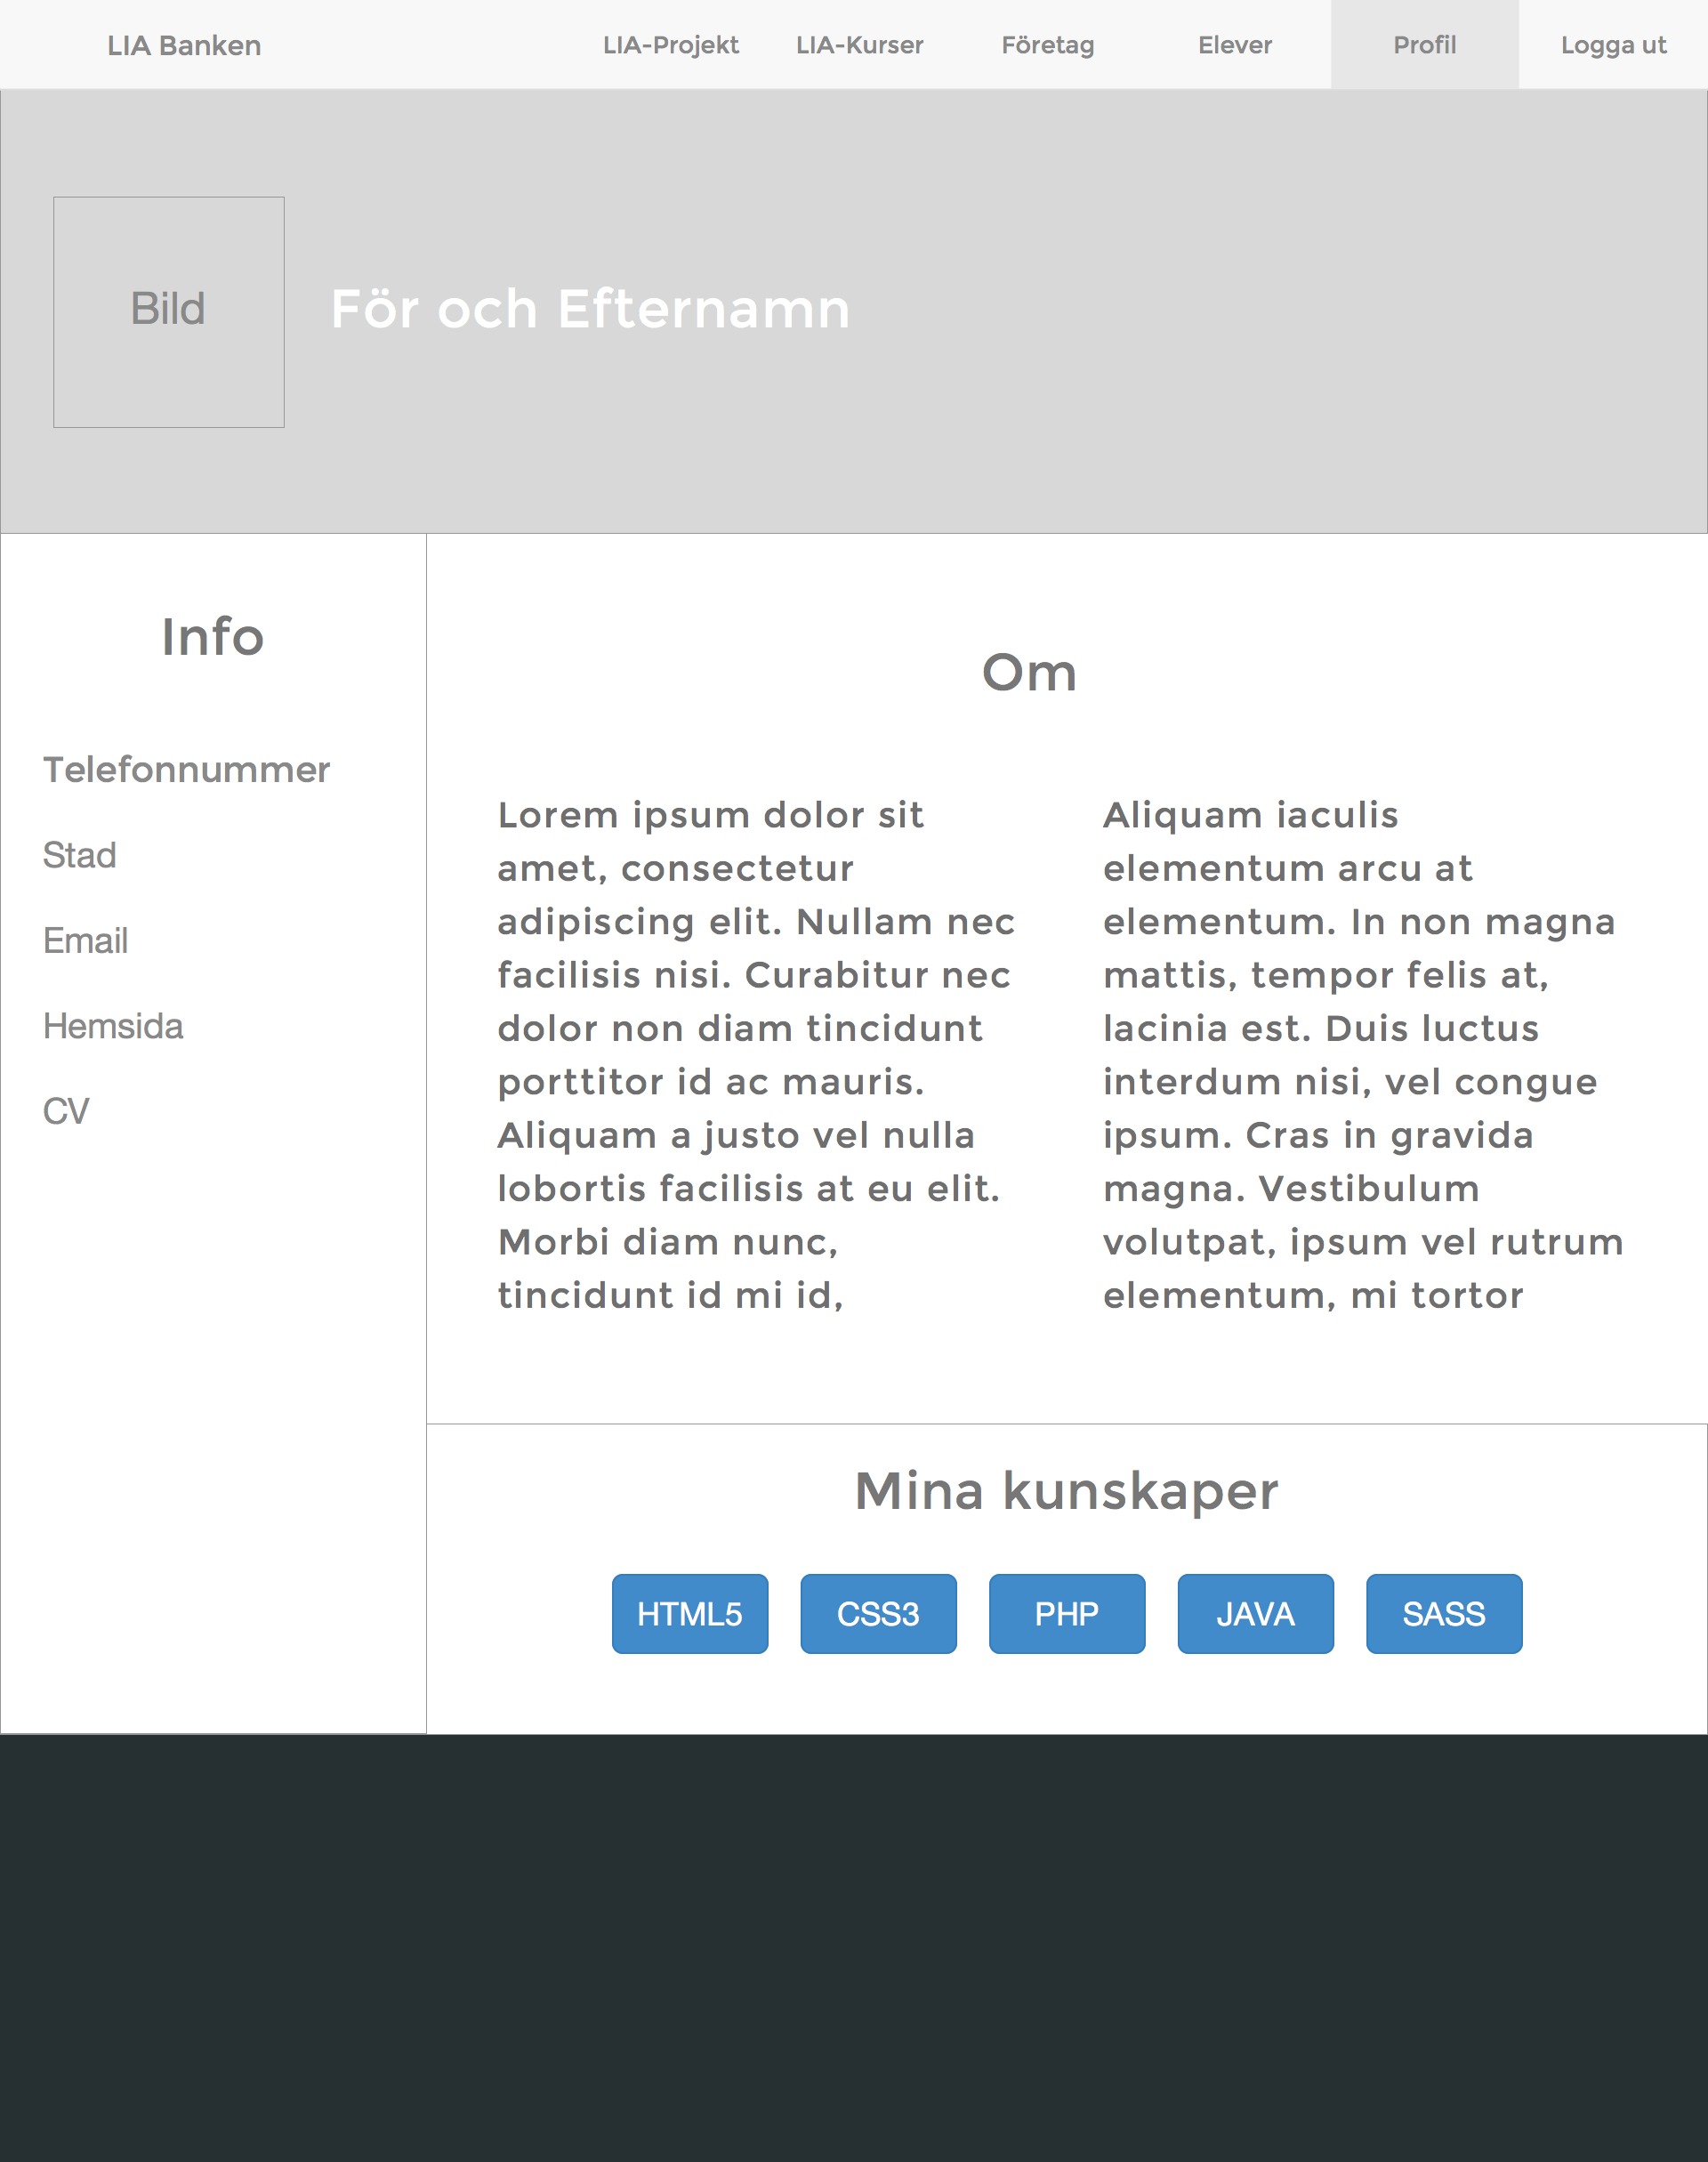 LIA Banken
LIA-Projekt
LIA-Kurser
Företag
Elever
Profil
Logga ut
Bild
För och Efternamn
Info
Telefonnummer
Stad
Email
Hemsida
CV
Om
Lorem ipsum dolor sit
amet, consectetur
adipiscing elit. Nullam nec
facilisis nisi. Curabitur nec
dolor non diam tincidunt
porttitor id ac mauris.
Aliquam a justo vel nulla
lobortis facilisis at eu elit.
Morbi diam nunc,
tincidunt id mi id,
Aliquam iaculis
elementum arcu at
elementum. In non magna
mattis, tempor felis at,
lacinia est. Duis luctus
interdum nisi, vel congue
ipsum. Cras in gravida
magna. Vestibulum
volutpat, ipsum vel rutrum
elementum, mi tortor
Mina kunskaper
HTML5
CSS3
PHP
JAVA
SASS